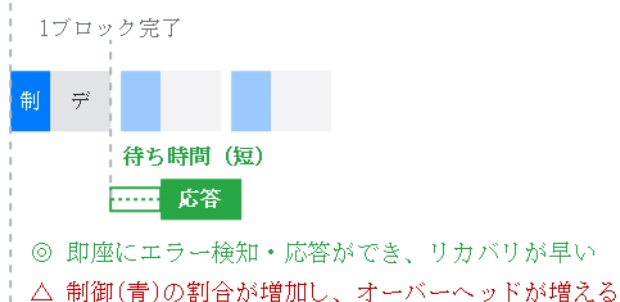 1ブロック完了
制 デ
待ち時間 (短)
応答
◎ 即座にエラー検知・応答ができ、リカバリが早い
△ 制御(青)の割合が増加し、オーバーヘッドが増える